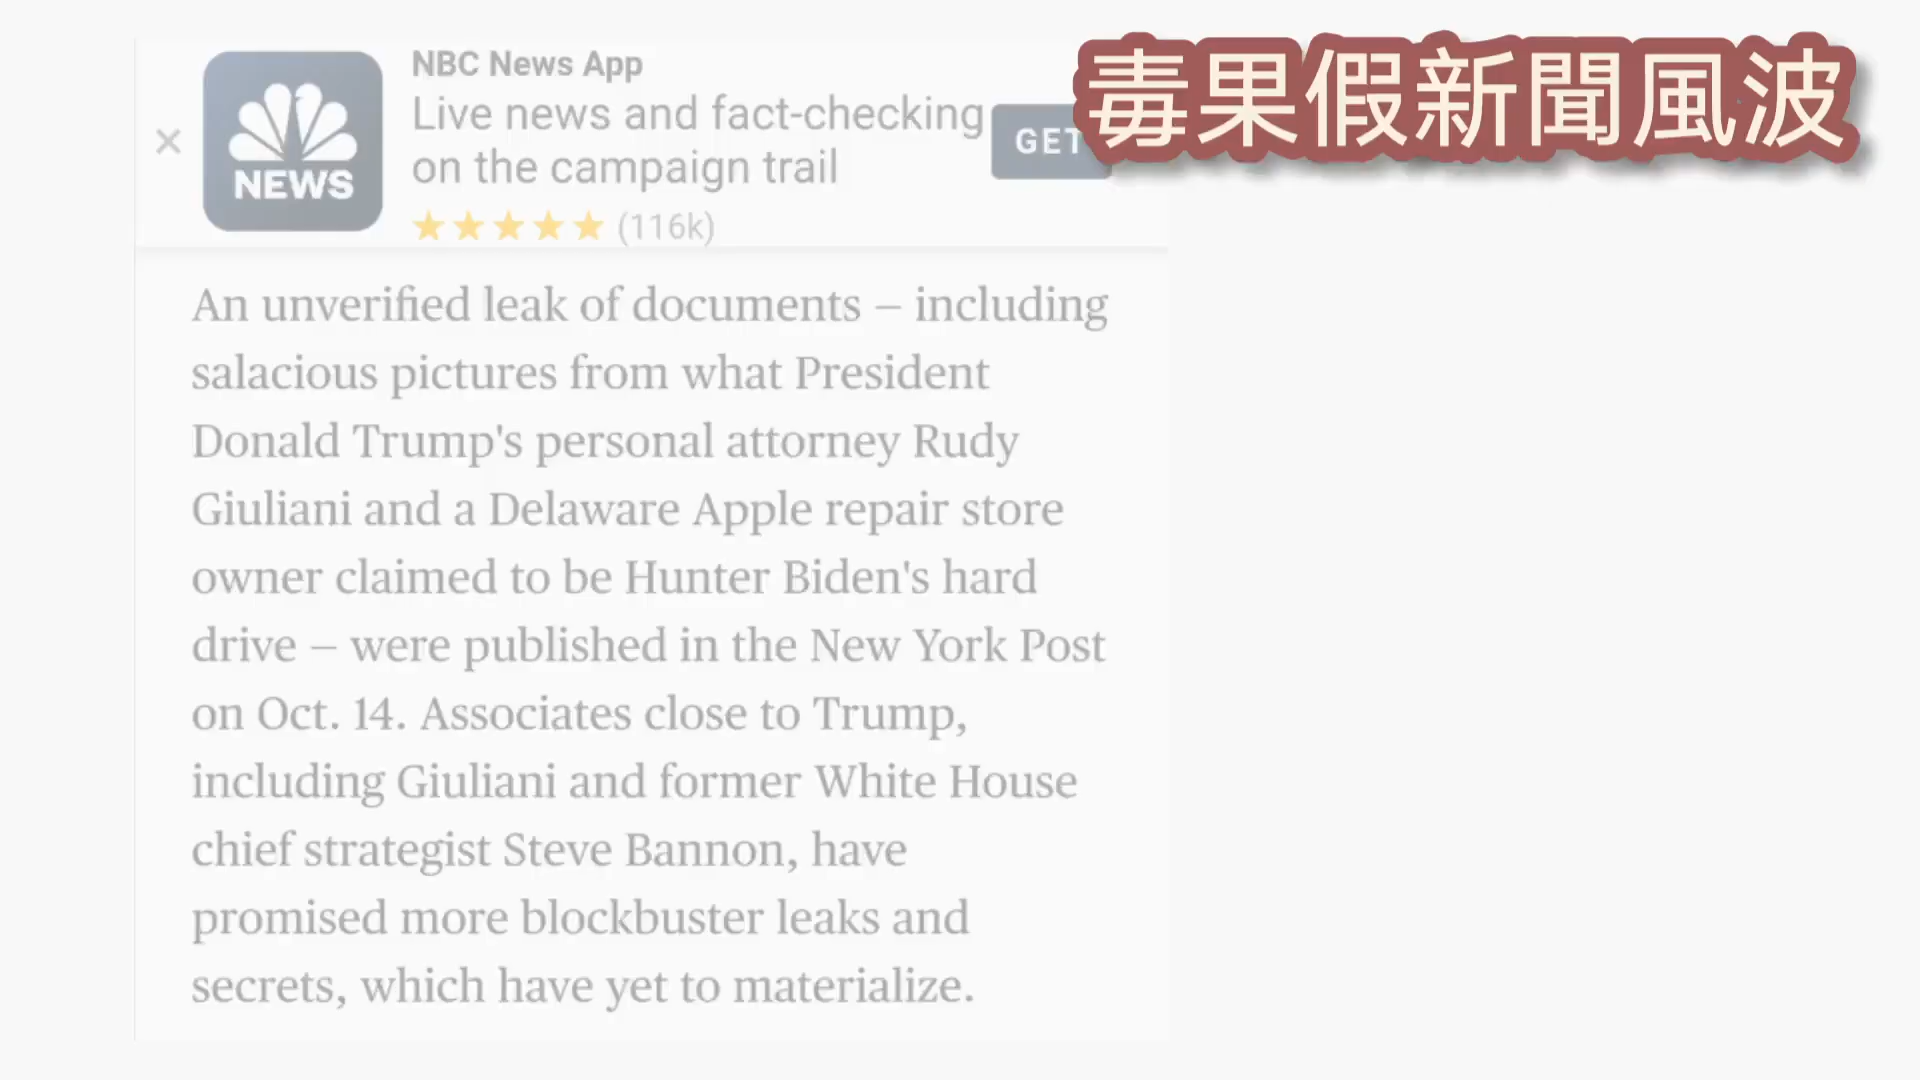 毒果假新聞風波
NBC News App
Live news and fact-checking
on the campaign trail
(116k)
× NEWS
GET
An unverified leak of documents – including
salacious pictures from what President
Donald Trump's personal attorney Rudy
Giuliani and a Delaware Apple repair store
owner claimed to be Hunter Biden's hard
drive – were published in the New York Post
on Oct. 14. Associates close to Trump,
including Giuliani and former White House
chief strategist Steve Bannon, have
promised more blockbuster leaks and
secrets, which have yet to materialize.